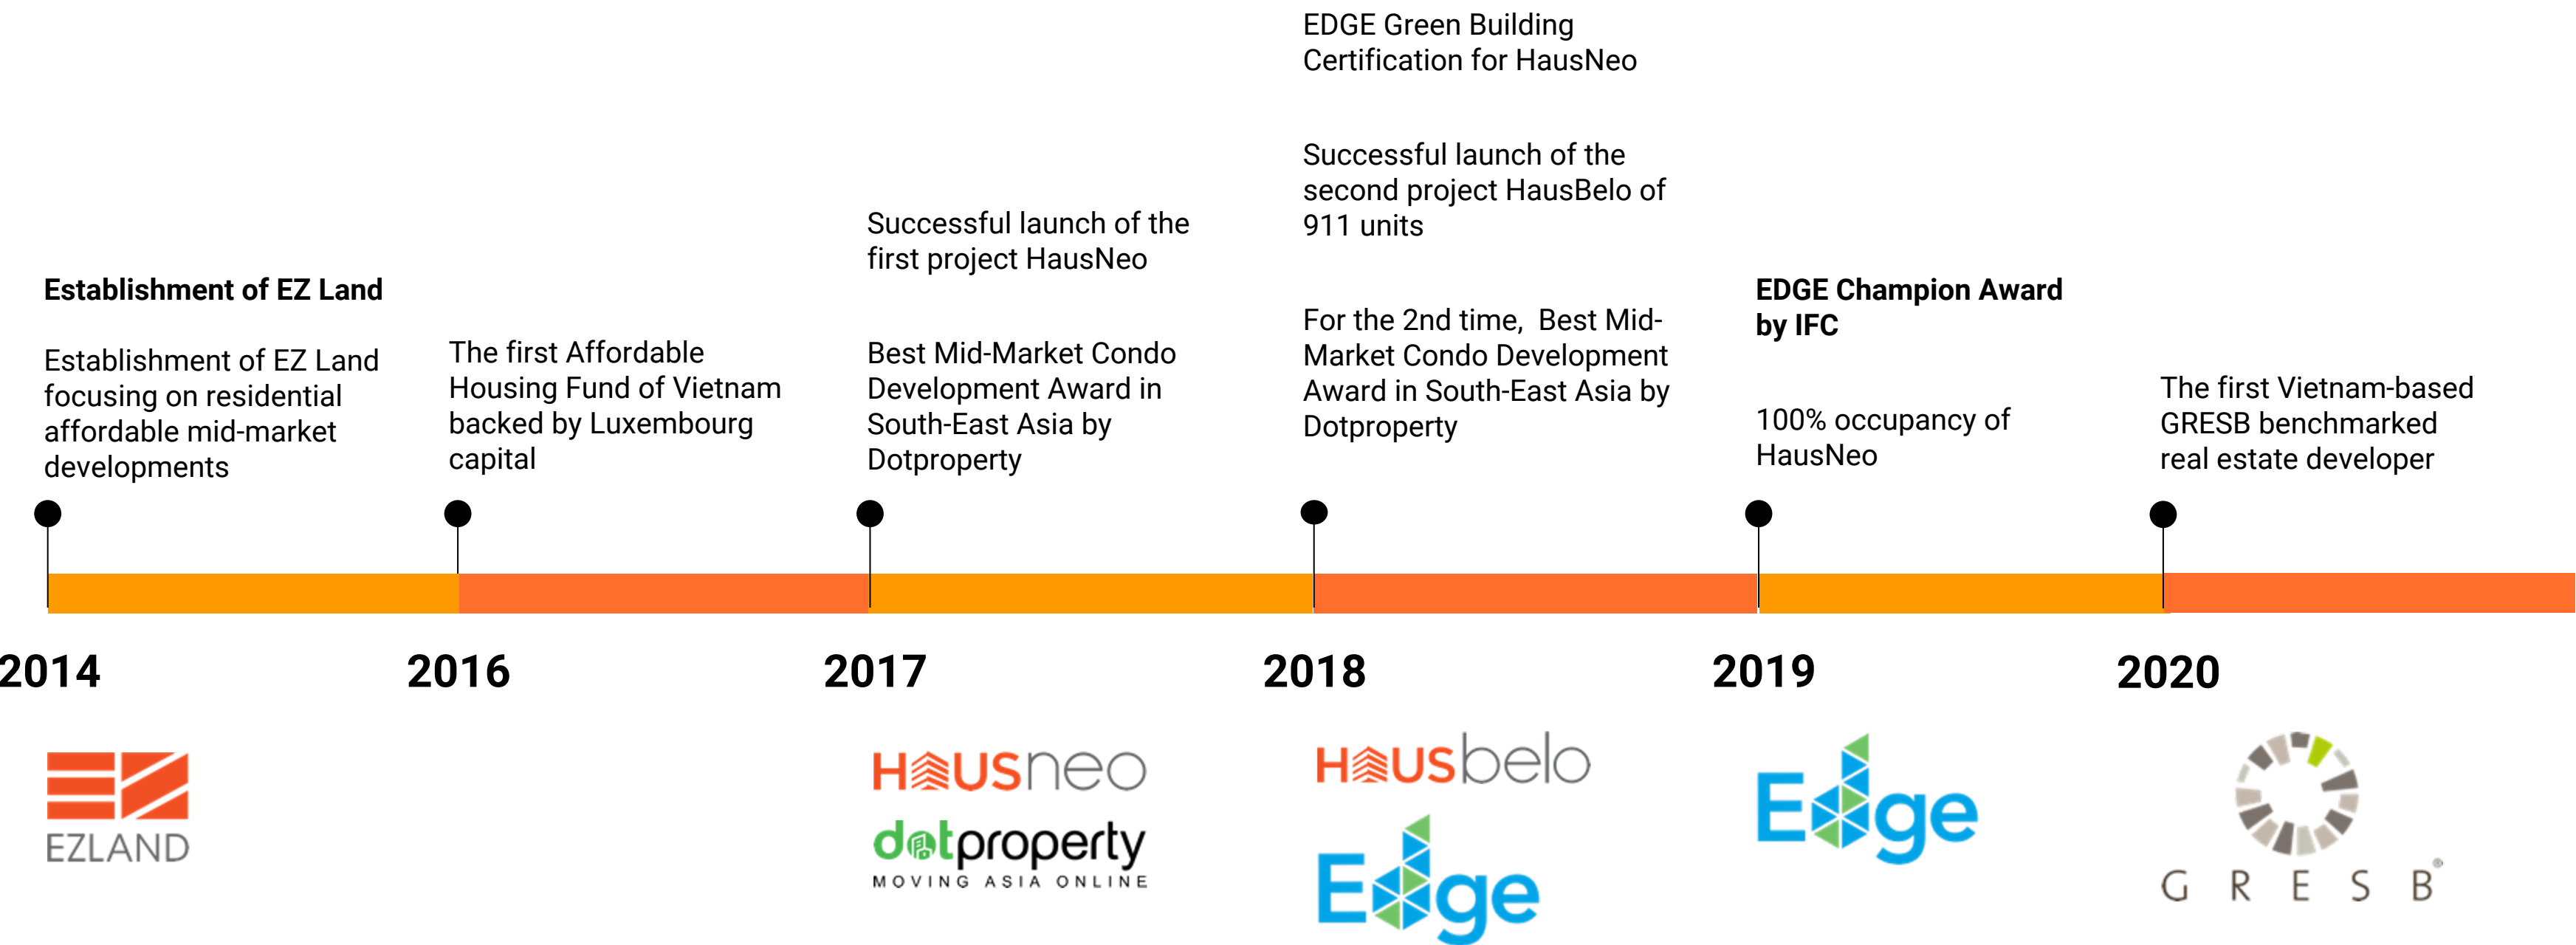 Establishment of EZ Land
Establishment of EZ Land
focusing on residential
affordable mid-market
developments
The first Affordable
Housing Fund of Vietnam
backed by Luxembourg
capital
Successful launch of the
first project HausNeo
Best Mid-Market Condo
Development Award in
South-East Asia by
Dotproperty
EDGE Green Building
Certification for HausNeo
Successful launch of the
second project HausBelo of
911 units
For the 2nd time,  Best Mid-
Market Condo Development
Award in South-East Asia by
Dotproperty
EDGE Champion Award
by IFC
100% occupancy of
HausNeo
The first Vietnam-based
GRESB benchmarked
real estate developer
2014
2016
2017
2018
2019
2020
EZLAND
HAUSneo
dotproperty
MOVING ASIA ONLINE
HAUSbelo
Edge
Edge
GRESB®